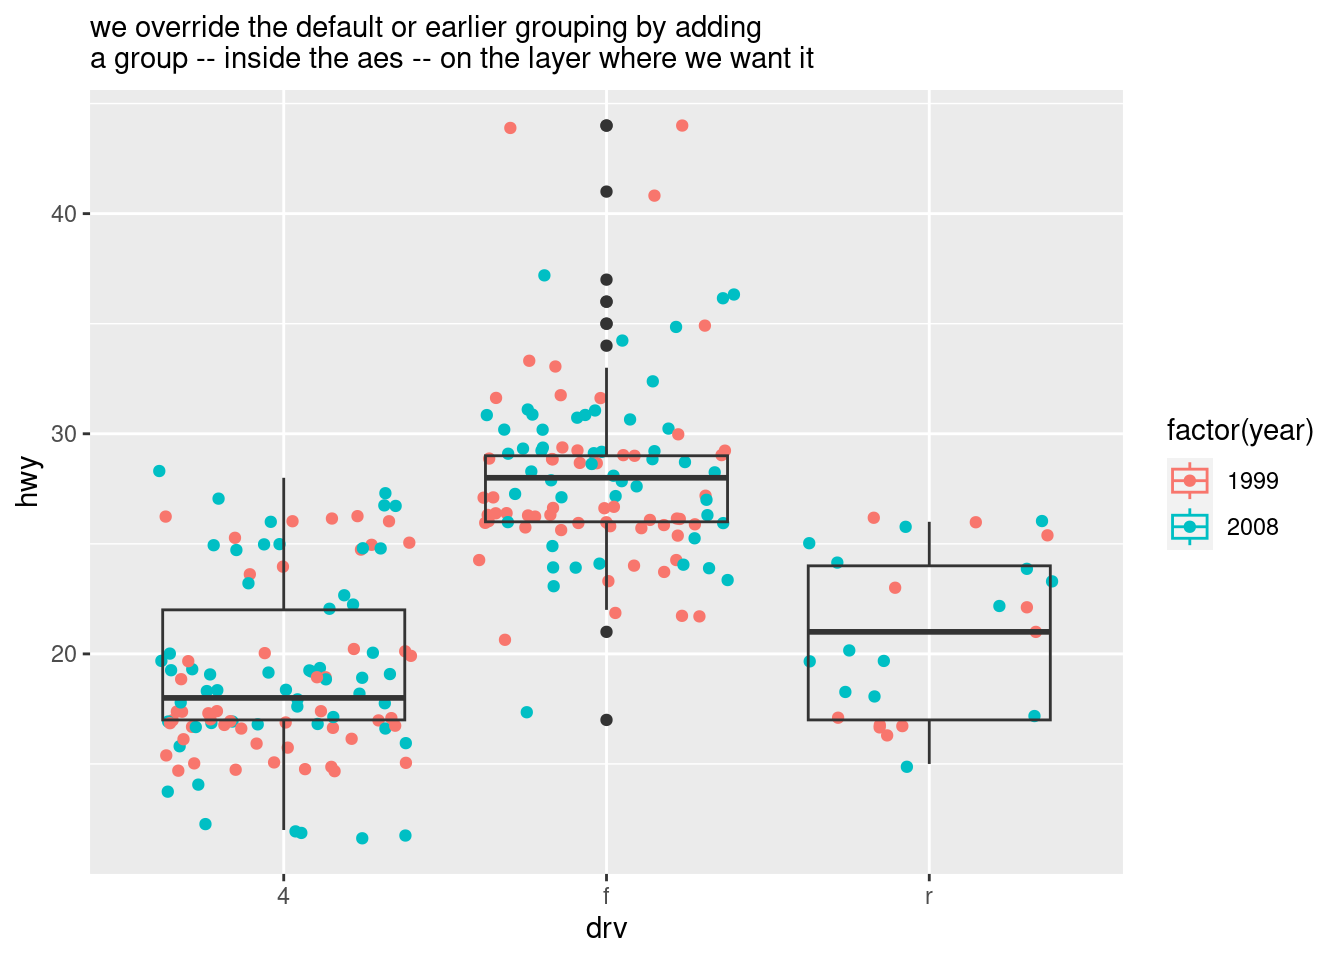 we override the default or earlier grouping by adding
a group -- inside the aes -- on the layer where we want it
40
30
20
hwy
4
f
r
drv
factor(year)
1999
2008